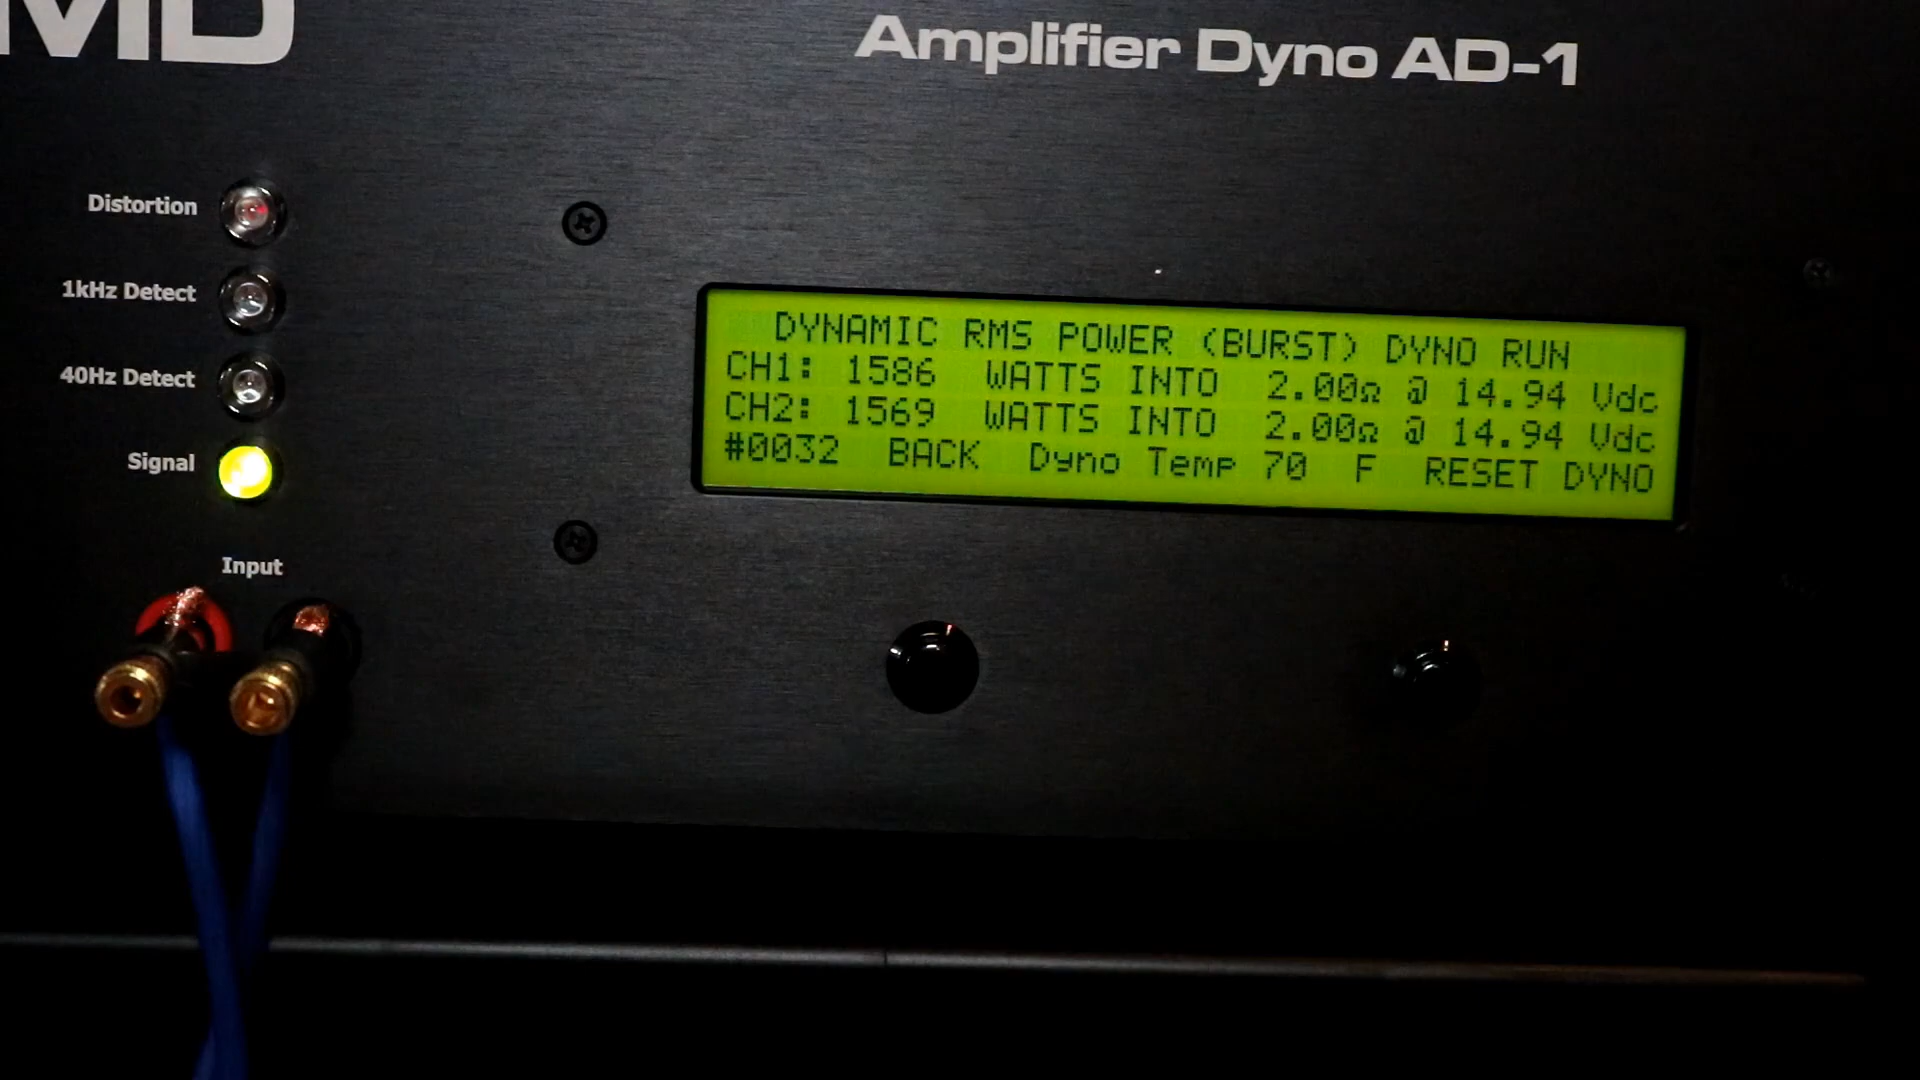 MD
Amplifier Dyno AD-1
Distortion
1kHz Detect
40Hz Detect
Signal
Input
DYNAMIC RMS POWER (BURST) DYNO RUN
CH1: 1586 WATTS INTO 2.00Ω @ 14.94 Vdc
CH2: 1569 WATTS INTO 2.00Ω @ 14.94 Vdc
#0032 BACK Dyno Temp 70 F RESET DYNO